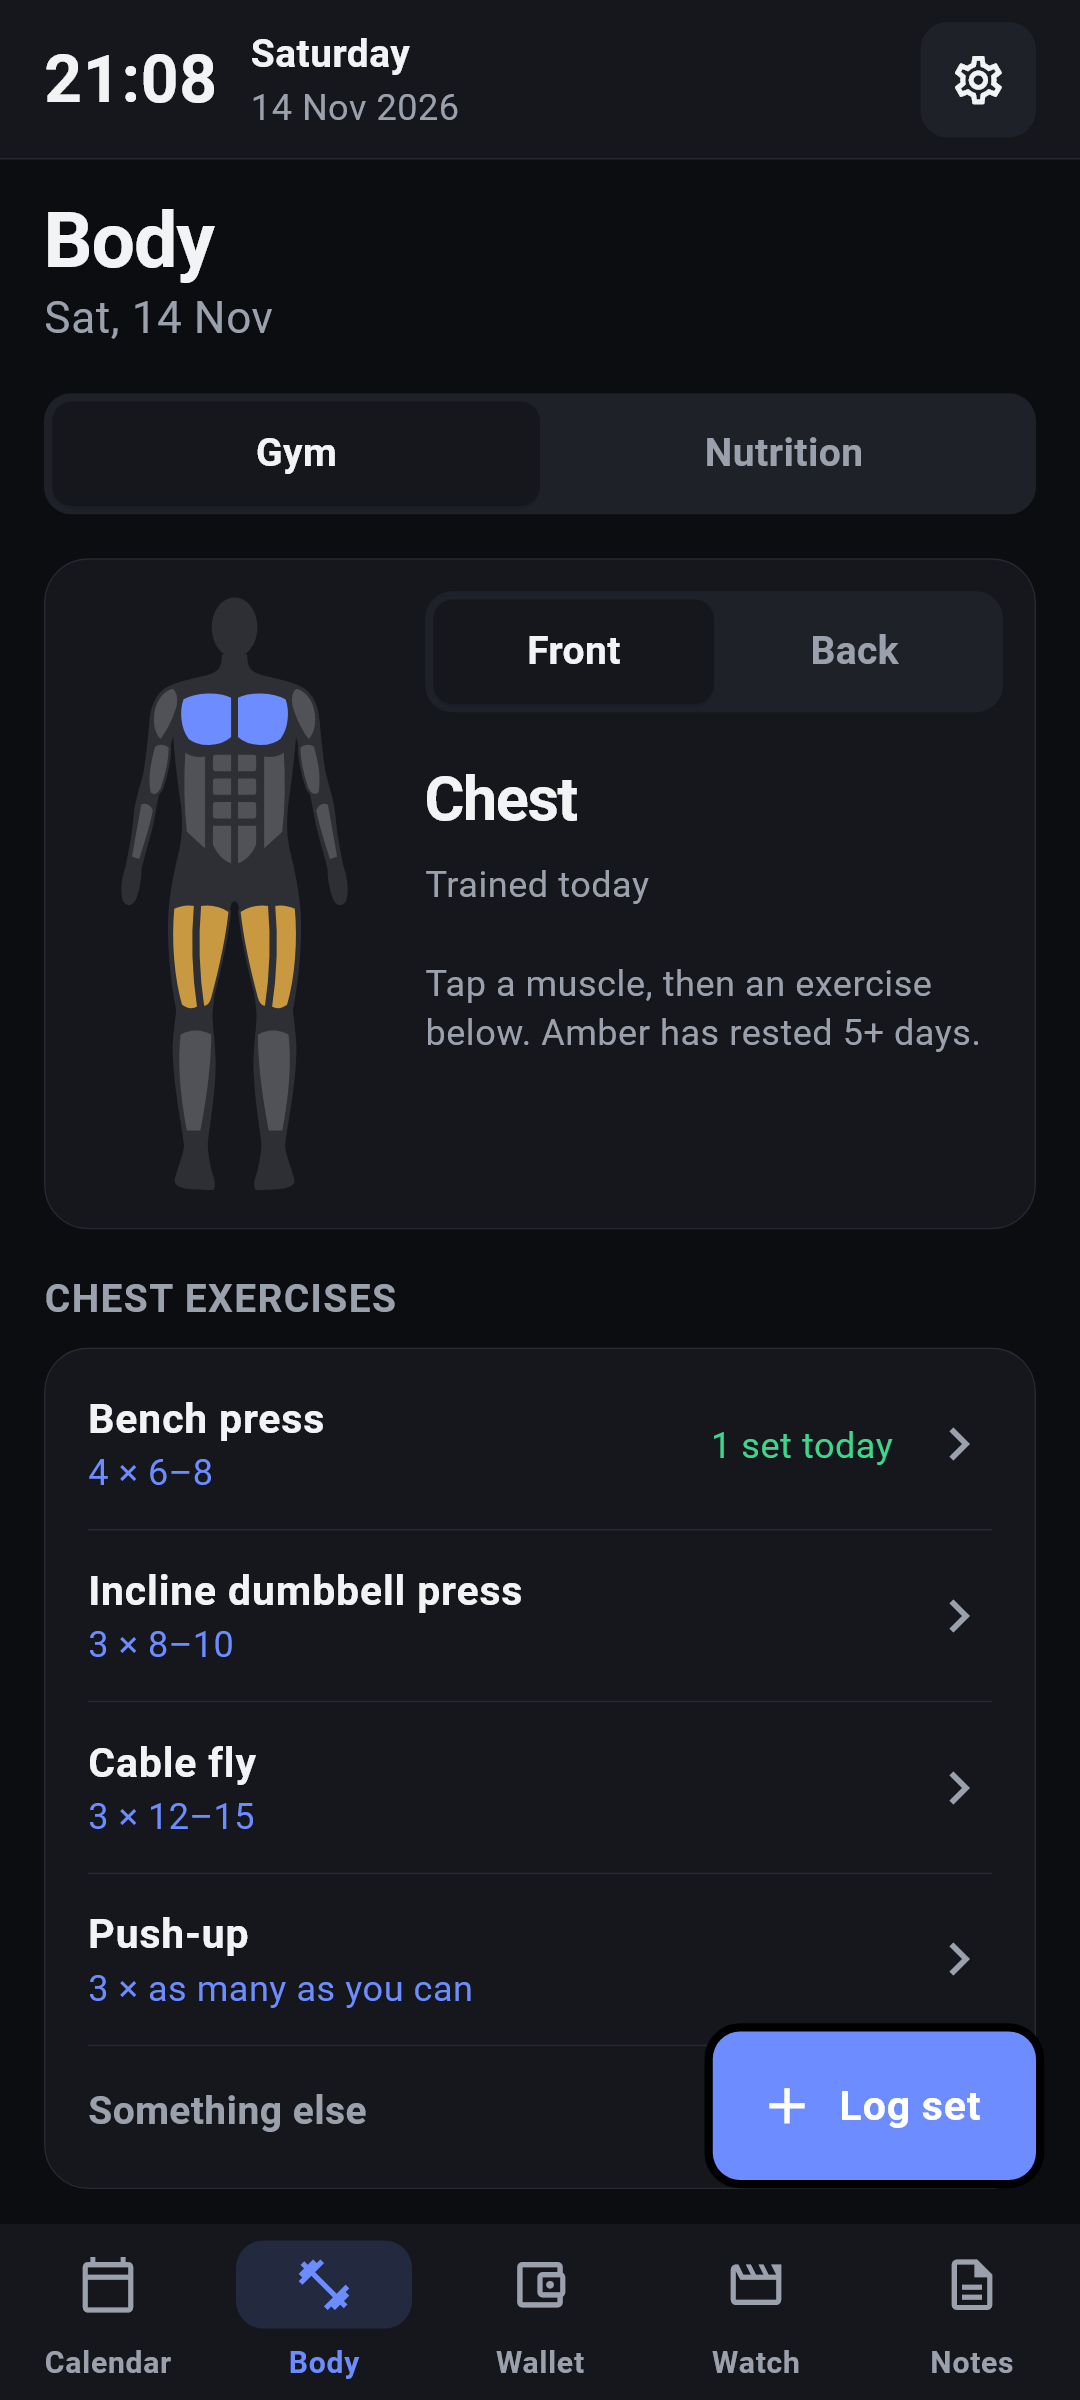 21:08
Saturday
14 Nov 2026
Body
Sat, 14 Nov
Gym
Nutrition
Front
Back
Chest
Trained today
Tap a muscle, then an exercise
below. Amber has rested 5+ days.
CHEST EXERCISES
Bench press
4 × 6–8
1 set today
Incline dumbbell press
3 × 8–10
Cable fly
3 × 12–15
Push-up
3 × as many as you can
Something else
Log set
Calendar
Body
Wallet
Watch
Notes